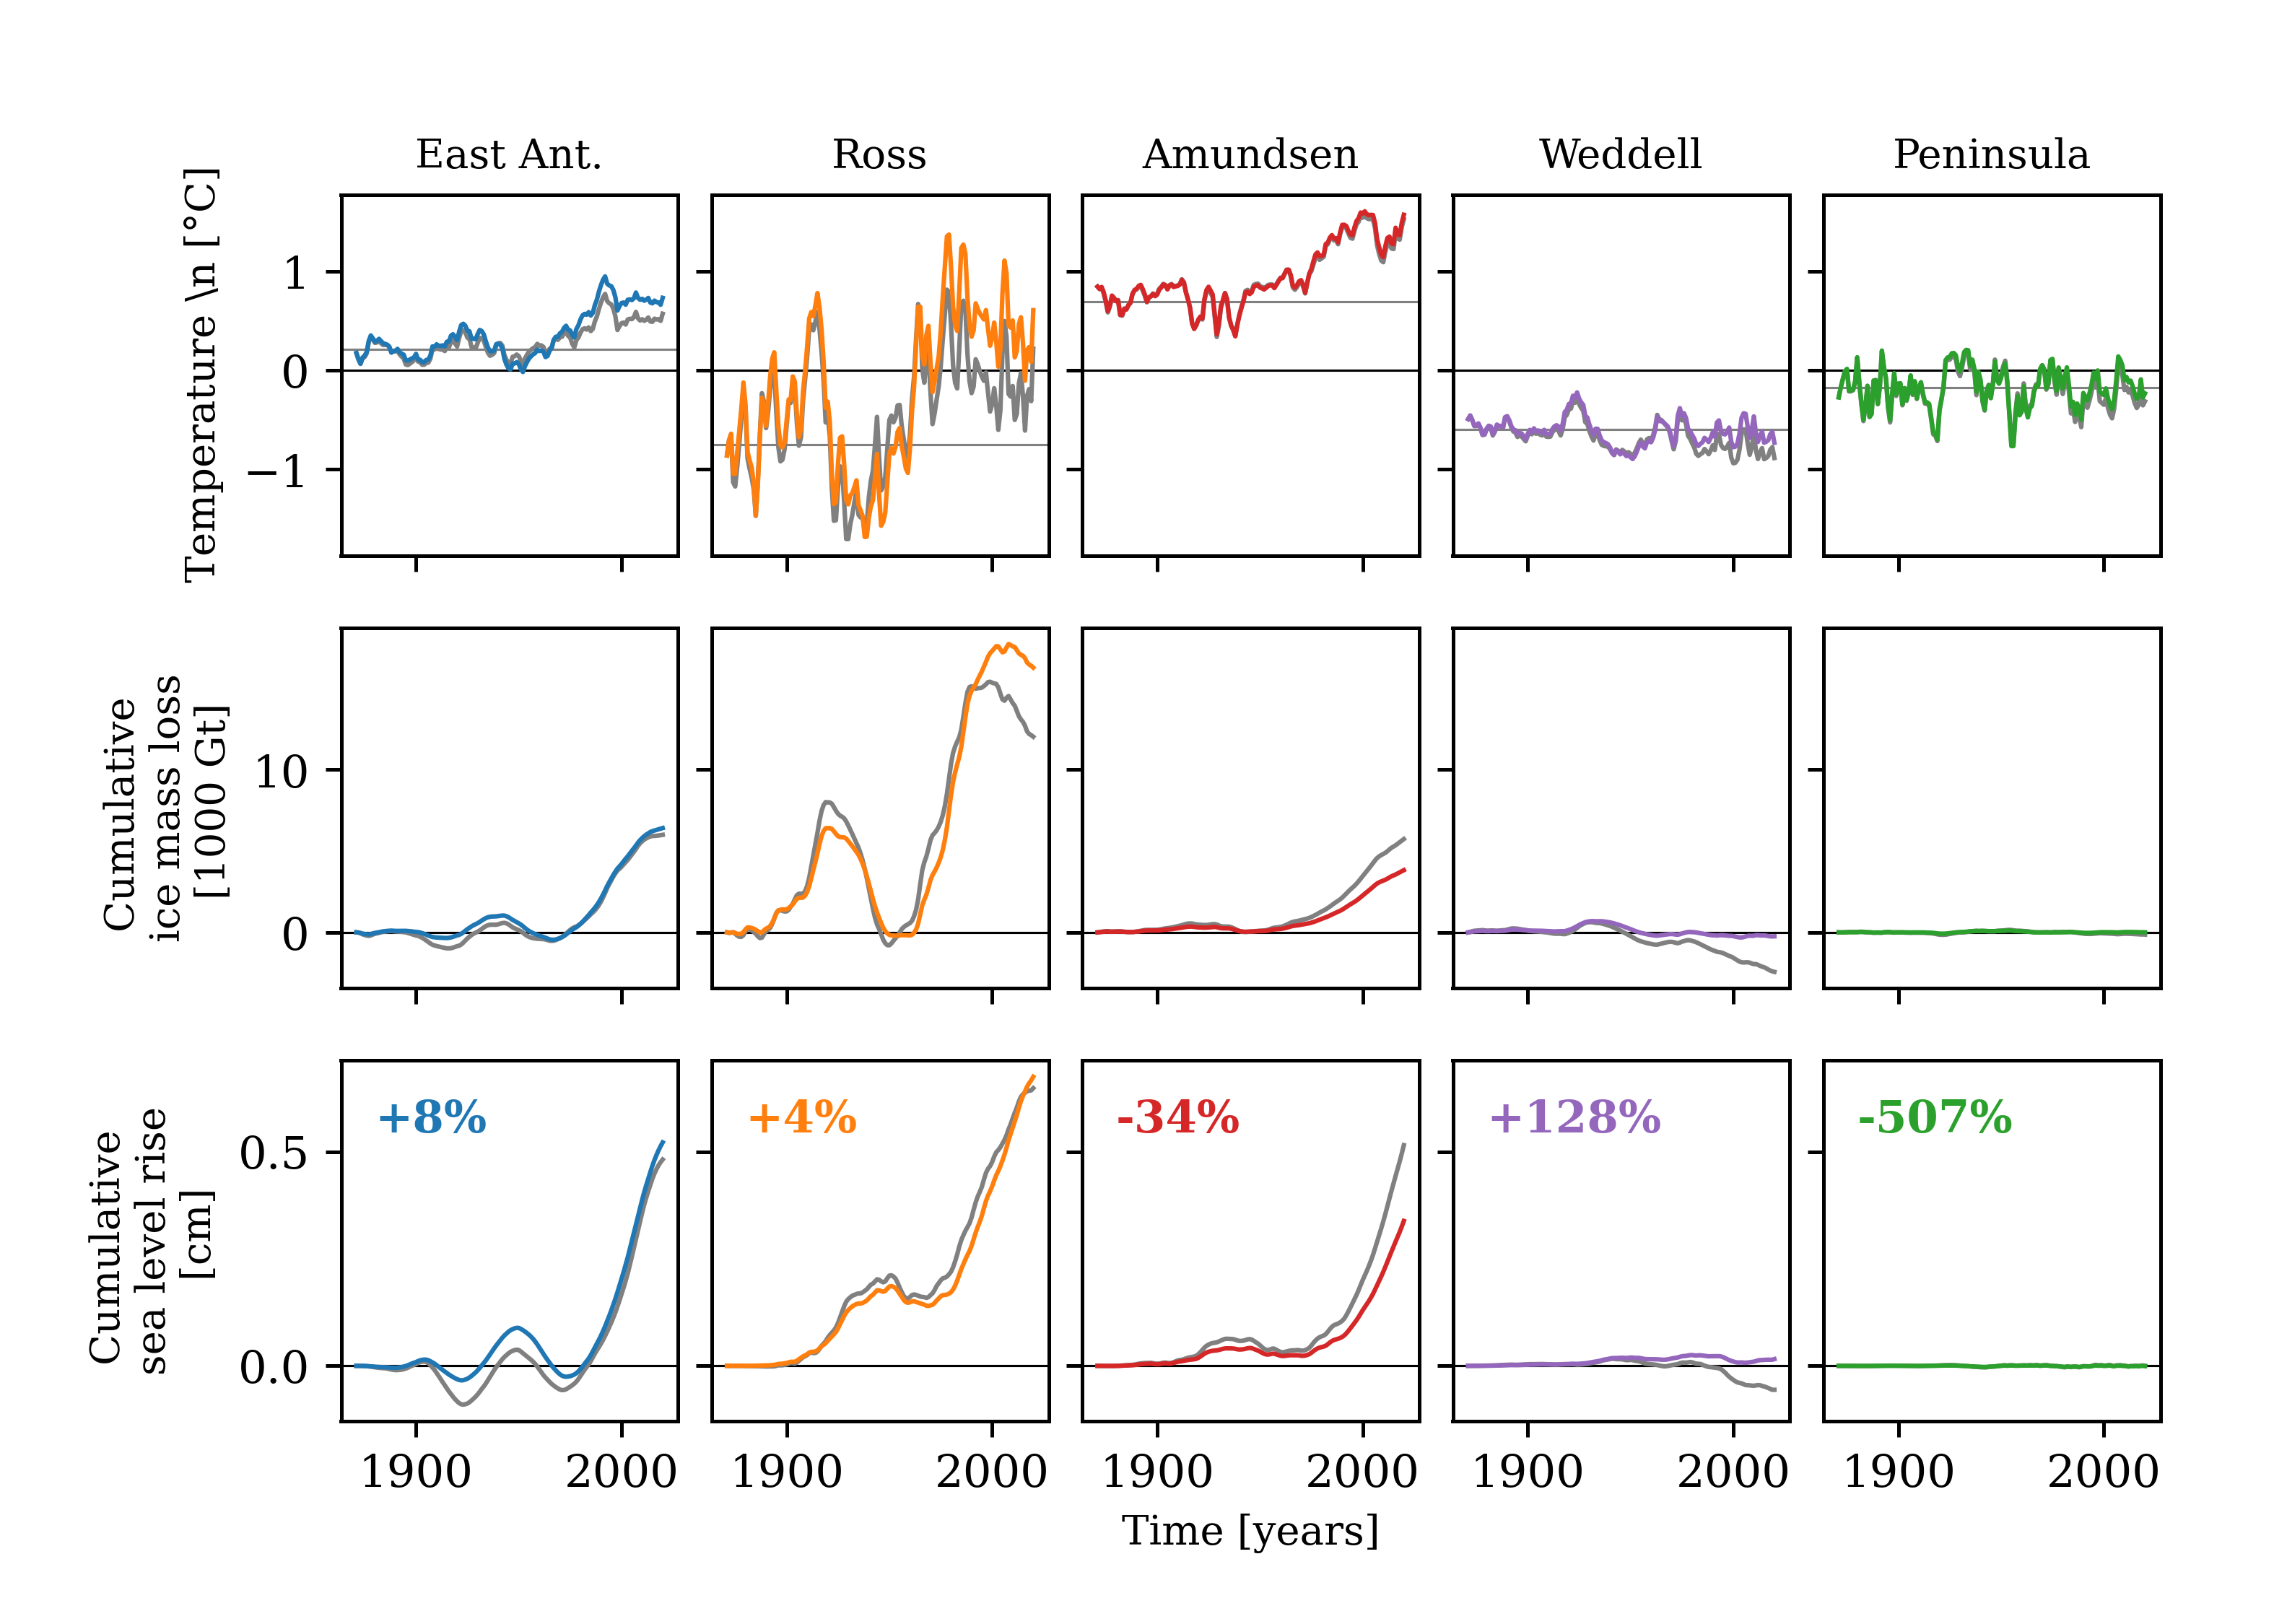 East Ant.
Ross
Amundsen
Weddell
Peninsula
Temperature \n [°C]
1
0
−1
Cumulative
ice mass loss
[1000 Gt]
10
0
Cumulative
sea level rise
[cm]
0.5
0.0
+8%
+4%
-34%
+128%
-507%
1900
2000
1900
2000
1900
2000
1900
2000
1900
2000
Time [years]